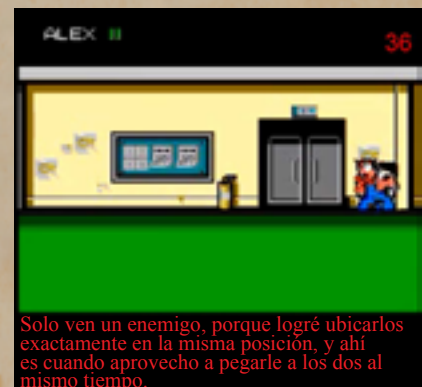 ALEX
36
Solo ven un enemigo, porque logré ubicarlos
exactamente en la misma posición, y ahí
es cuando aprovecho a pegarle a los dos al
mismo tiempo.